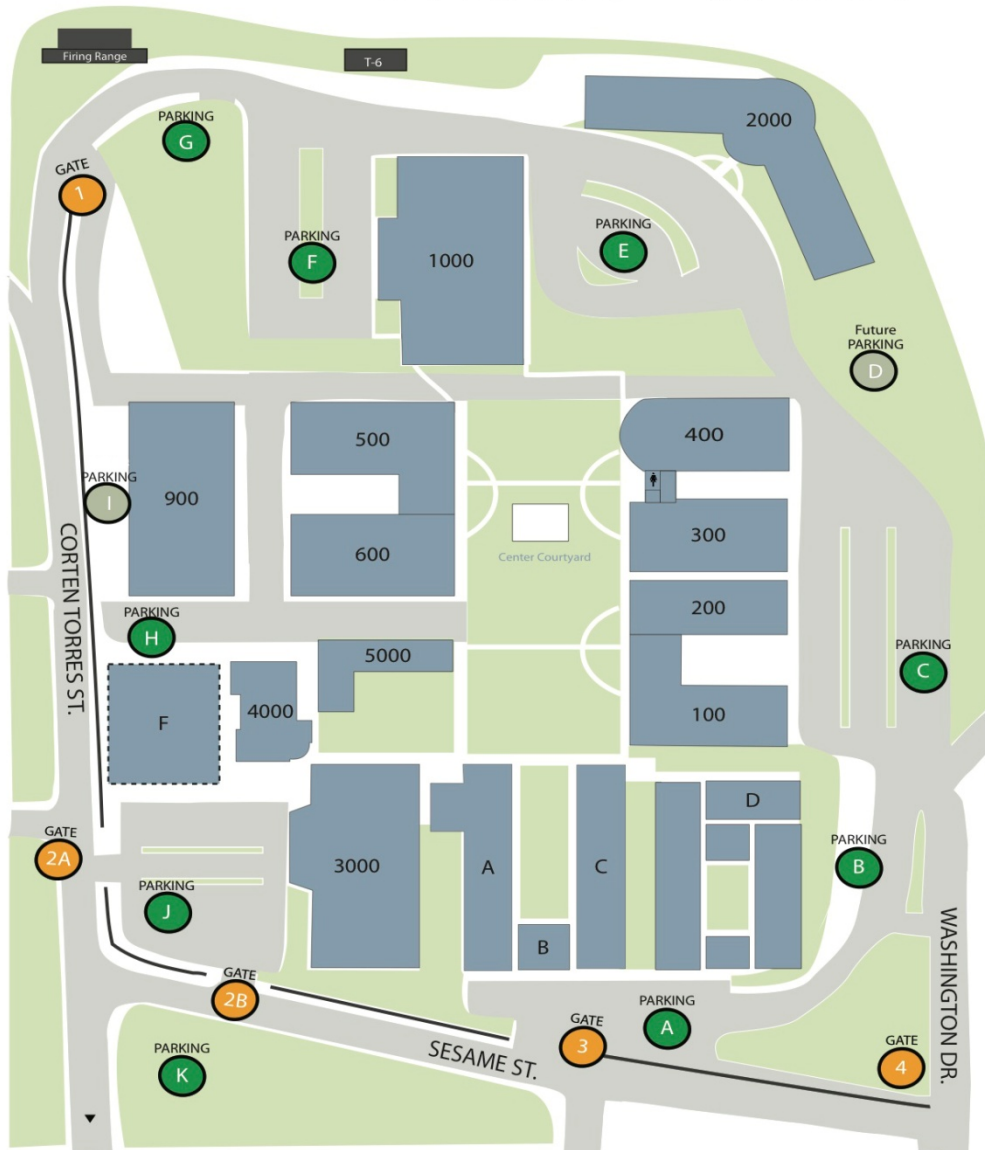 Firing Range
T-6
2000
PARKING
G
GATE
1
PARKING
F
1000
PARKING
E
Future
PARKING
D
500
400
PARKING
I
900
300
Center Courtyard
600
CORTEN TORRES ST.
200
PARKING
H
5000
PARKING
C
F
4000
100
D
GATE
2A
3000
A
C
PARKING
B
PARKING
J
WASHINGTON DR.
B
GATE
2B
PARKING
A
GATE
3
SESAME ST.
GATE
4
PARKING
K